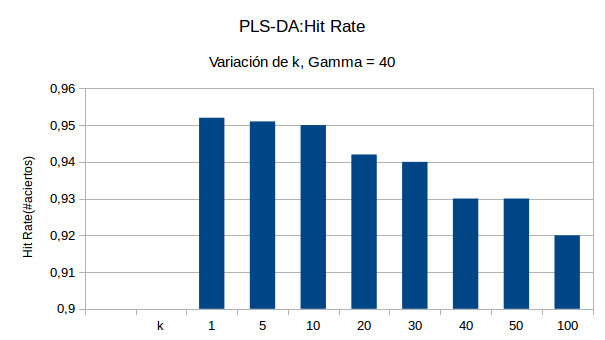 PLS-DA:Hit Rate
Variación de k, Gamma = 40
Hit Rate(#aciertos)
0,96
0,95
0,94
0,93
0,92
0,91
0,9
k 1 5 10 20 30 40 50 100